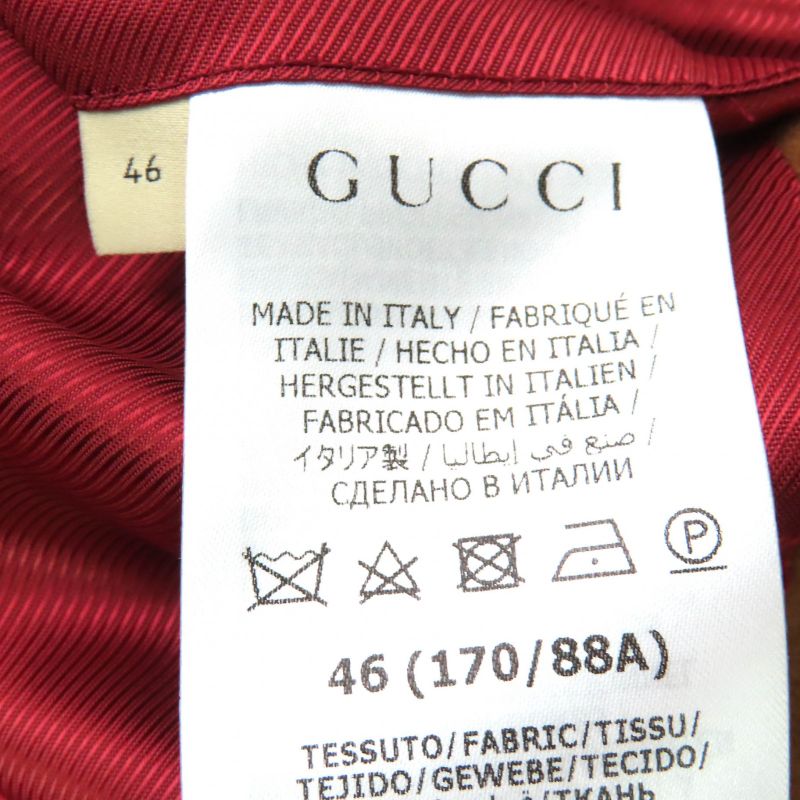 46
GUCCI
MADE IN ITALY / FABRIQUÉ EN
ITALIE / HECHO EN ITALIA /
HERGESTELLT IN ITALIEN /
FABRICADO EM ITÁLIA /
イタリア製 / صنع في إيطاليا /
СДЕЛАНО В ИТАЛИИ
P
46 (170/88A)
TESSUTO/FABRIC/TISSU/
TEJIDO/GEWEBE/TECIDO/
/ТКАНЬ